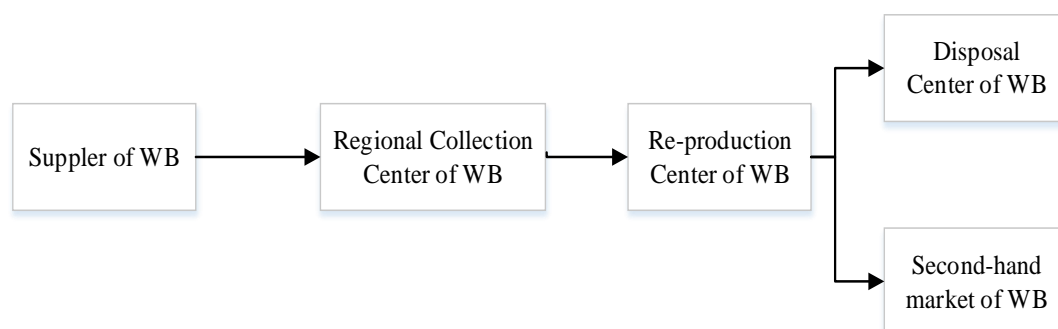 Suppler of WB
Regional Collection
Center of WB
Re-production
Center of WB
Disposal
Center of WB
Second-hand
market of WB